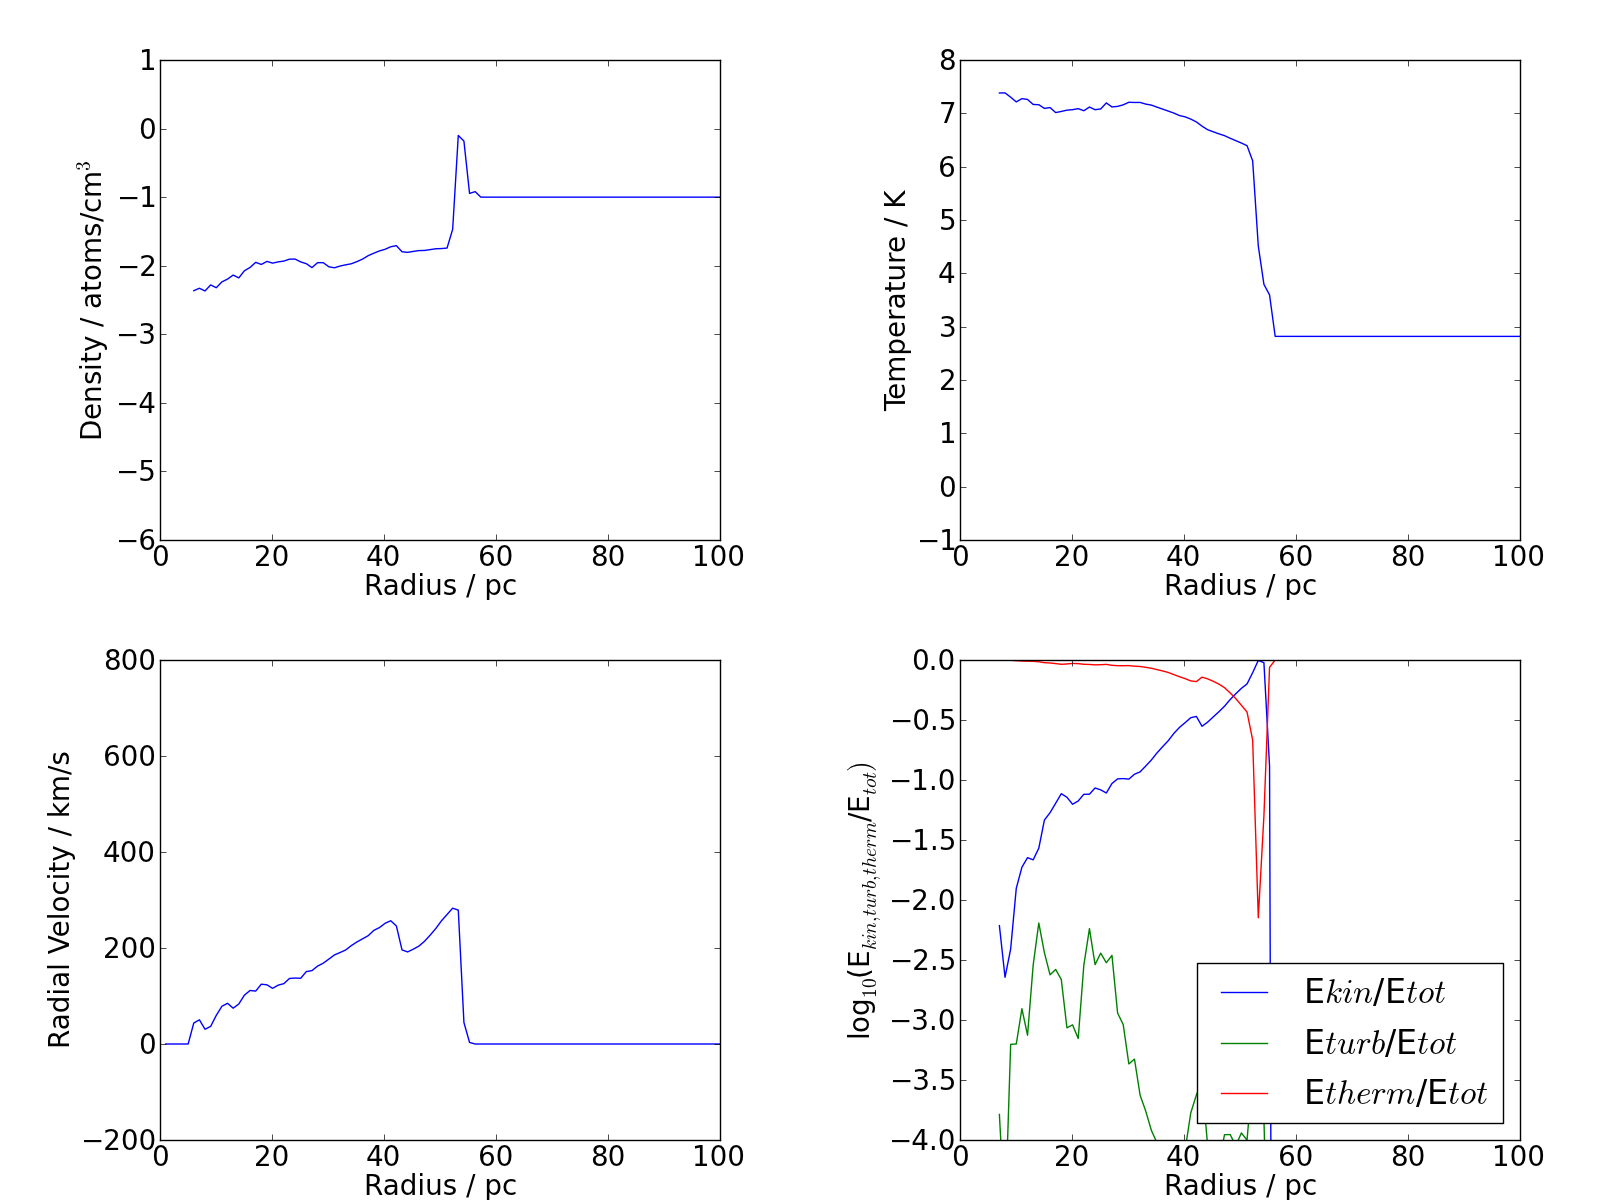 1
0
−1
−2
−3
−4
−5
−6
Density / atoms/cm³
0 20 40 60 80 100
Radius / pc
8
7
6
5
4
3
2
1
0
−1
Temperature / K
0 20 40 60 80 100
Radius / pc
800
600
400
200
0
−200
Radial Velocity / km/s
0 20 40 60 80 100
Radius / pc
0.0
−0.5
−1.0
−1.5
−2.0
−2.5
−3.0
−3.5
−4.0
log₁₀(E_{kin,turb,therm}/E_{tot})
Ekin/Etot
Eturb/Etot
Etherm/Etot
0 20 40 60 80 100
Radius / pc